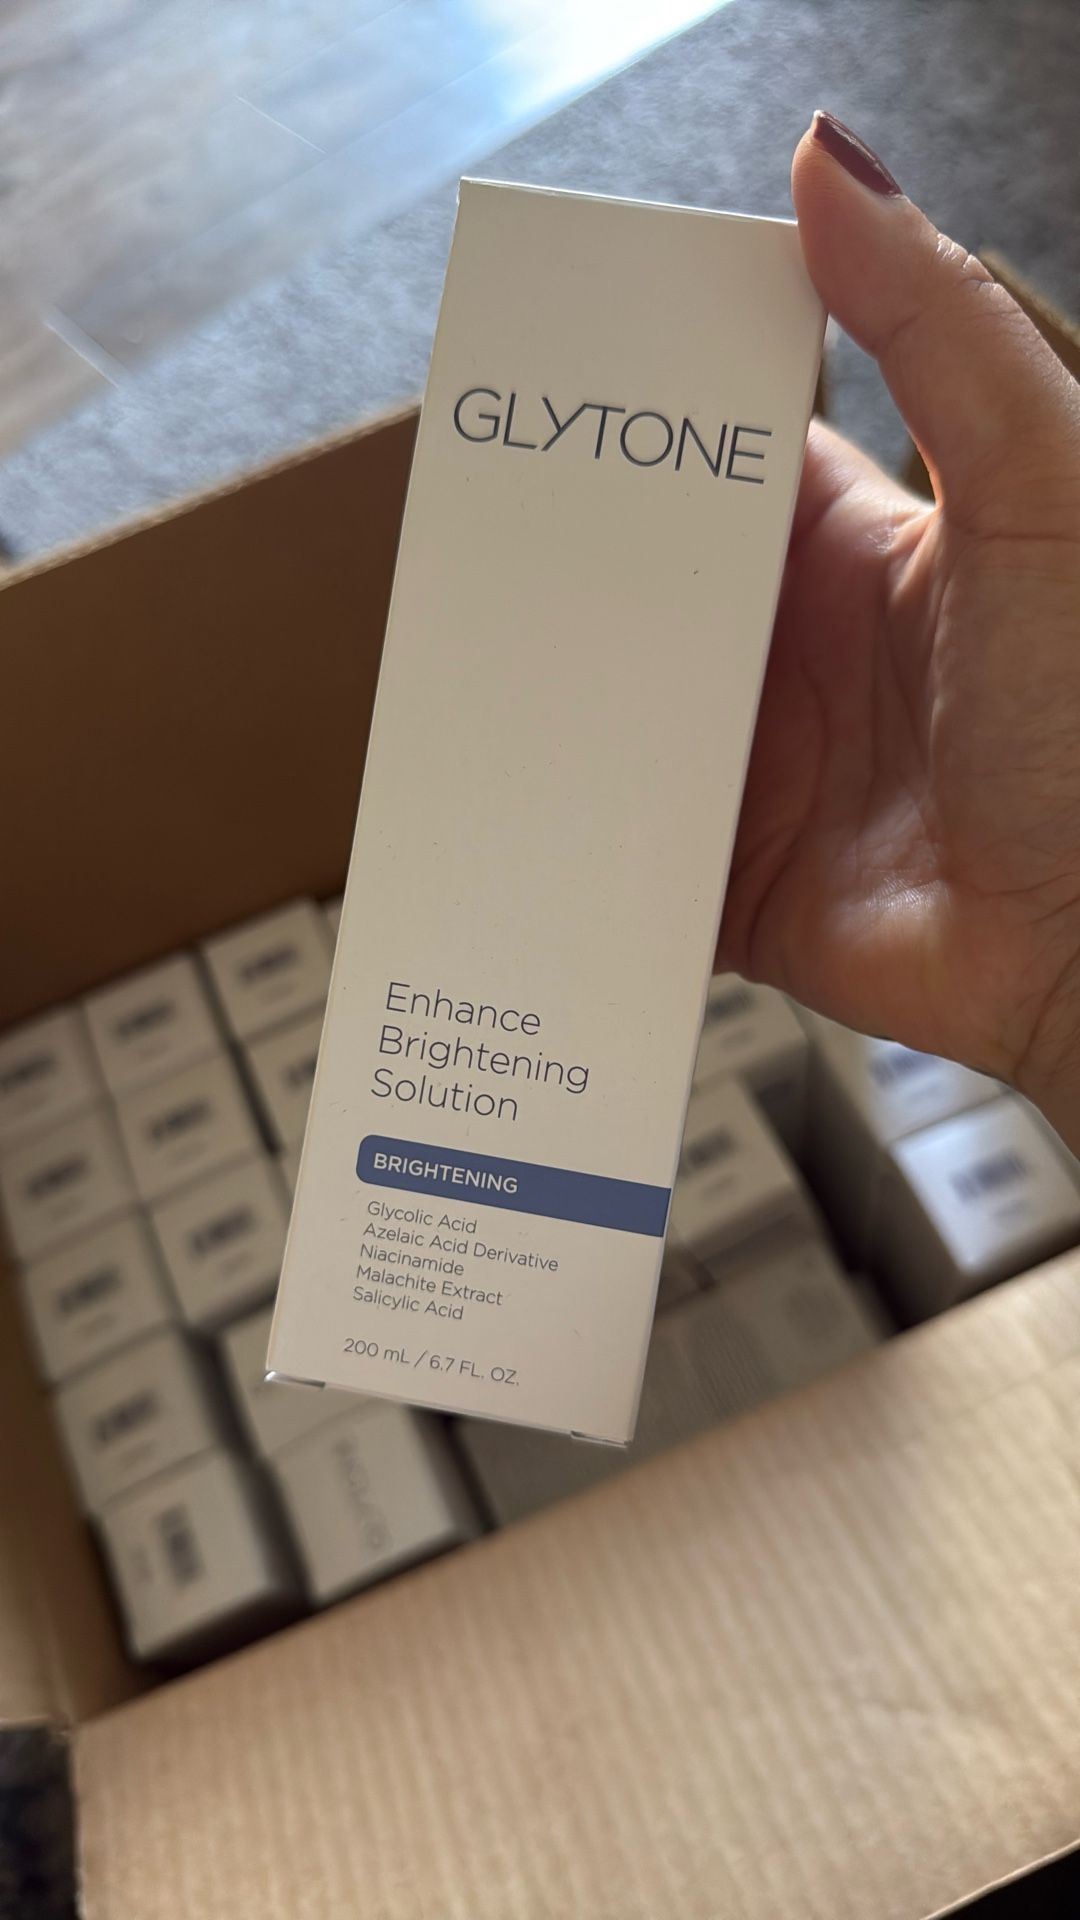 GLYTONE
Enhance
Brightening
Solution
BRIGHTENING
Glycolic Acid
Azelaic Acid Derivative
Niacinamide
Malachite Extract
Salicylic Acid
200 mL / 6.7 FL. OZ.